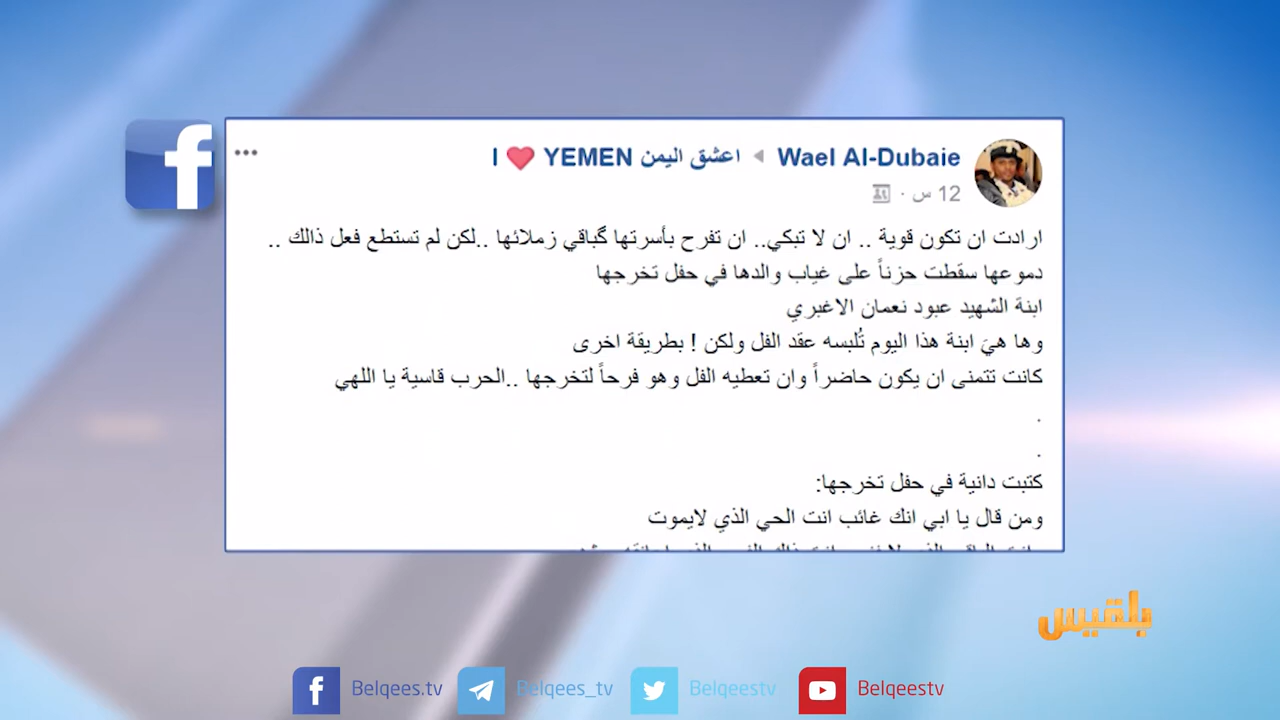 Wael Al-Dubaie ◂ اعشق اليمن I ❤ YEMEN
12 س ·
ارادت ان تكون قوية .. ان لا تبكي.. ان تفرح بأسرتها گباقي زملائها ..لكن لم تستطع فعل ذالك ..
دموعها سقطت حزناً على غياب والدها في حفل تخرجها
ابنة الشهيد عبود نعمان الاغبري
وها هيَ ابنة هذا اليوم تُلبسه عقد الفل ولكن ! بطريقة اخرى
كانت تتمنى ان يكون حاضراً وان تعطيه الفل وهو فرحاً لتخرجها ..الحرب قاسية يا اللهي
.
.
كتبت دانية في حفل تخرجها:
ومن قال يا ابي انك غائب انت الحي الذي لايموت
بلقيس
Belqees.tv
Belqees_tv
Belqeestv
Belqeestv